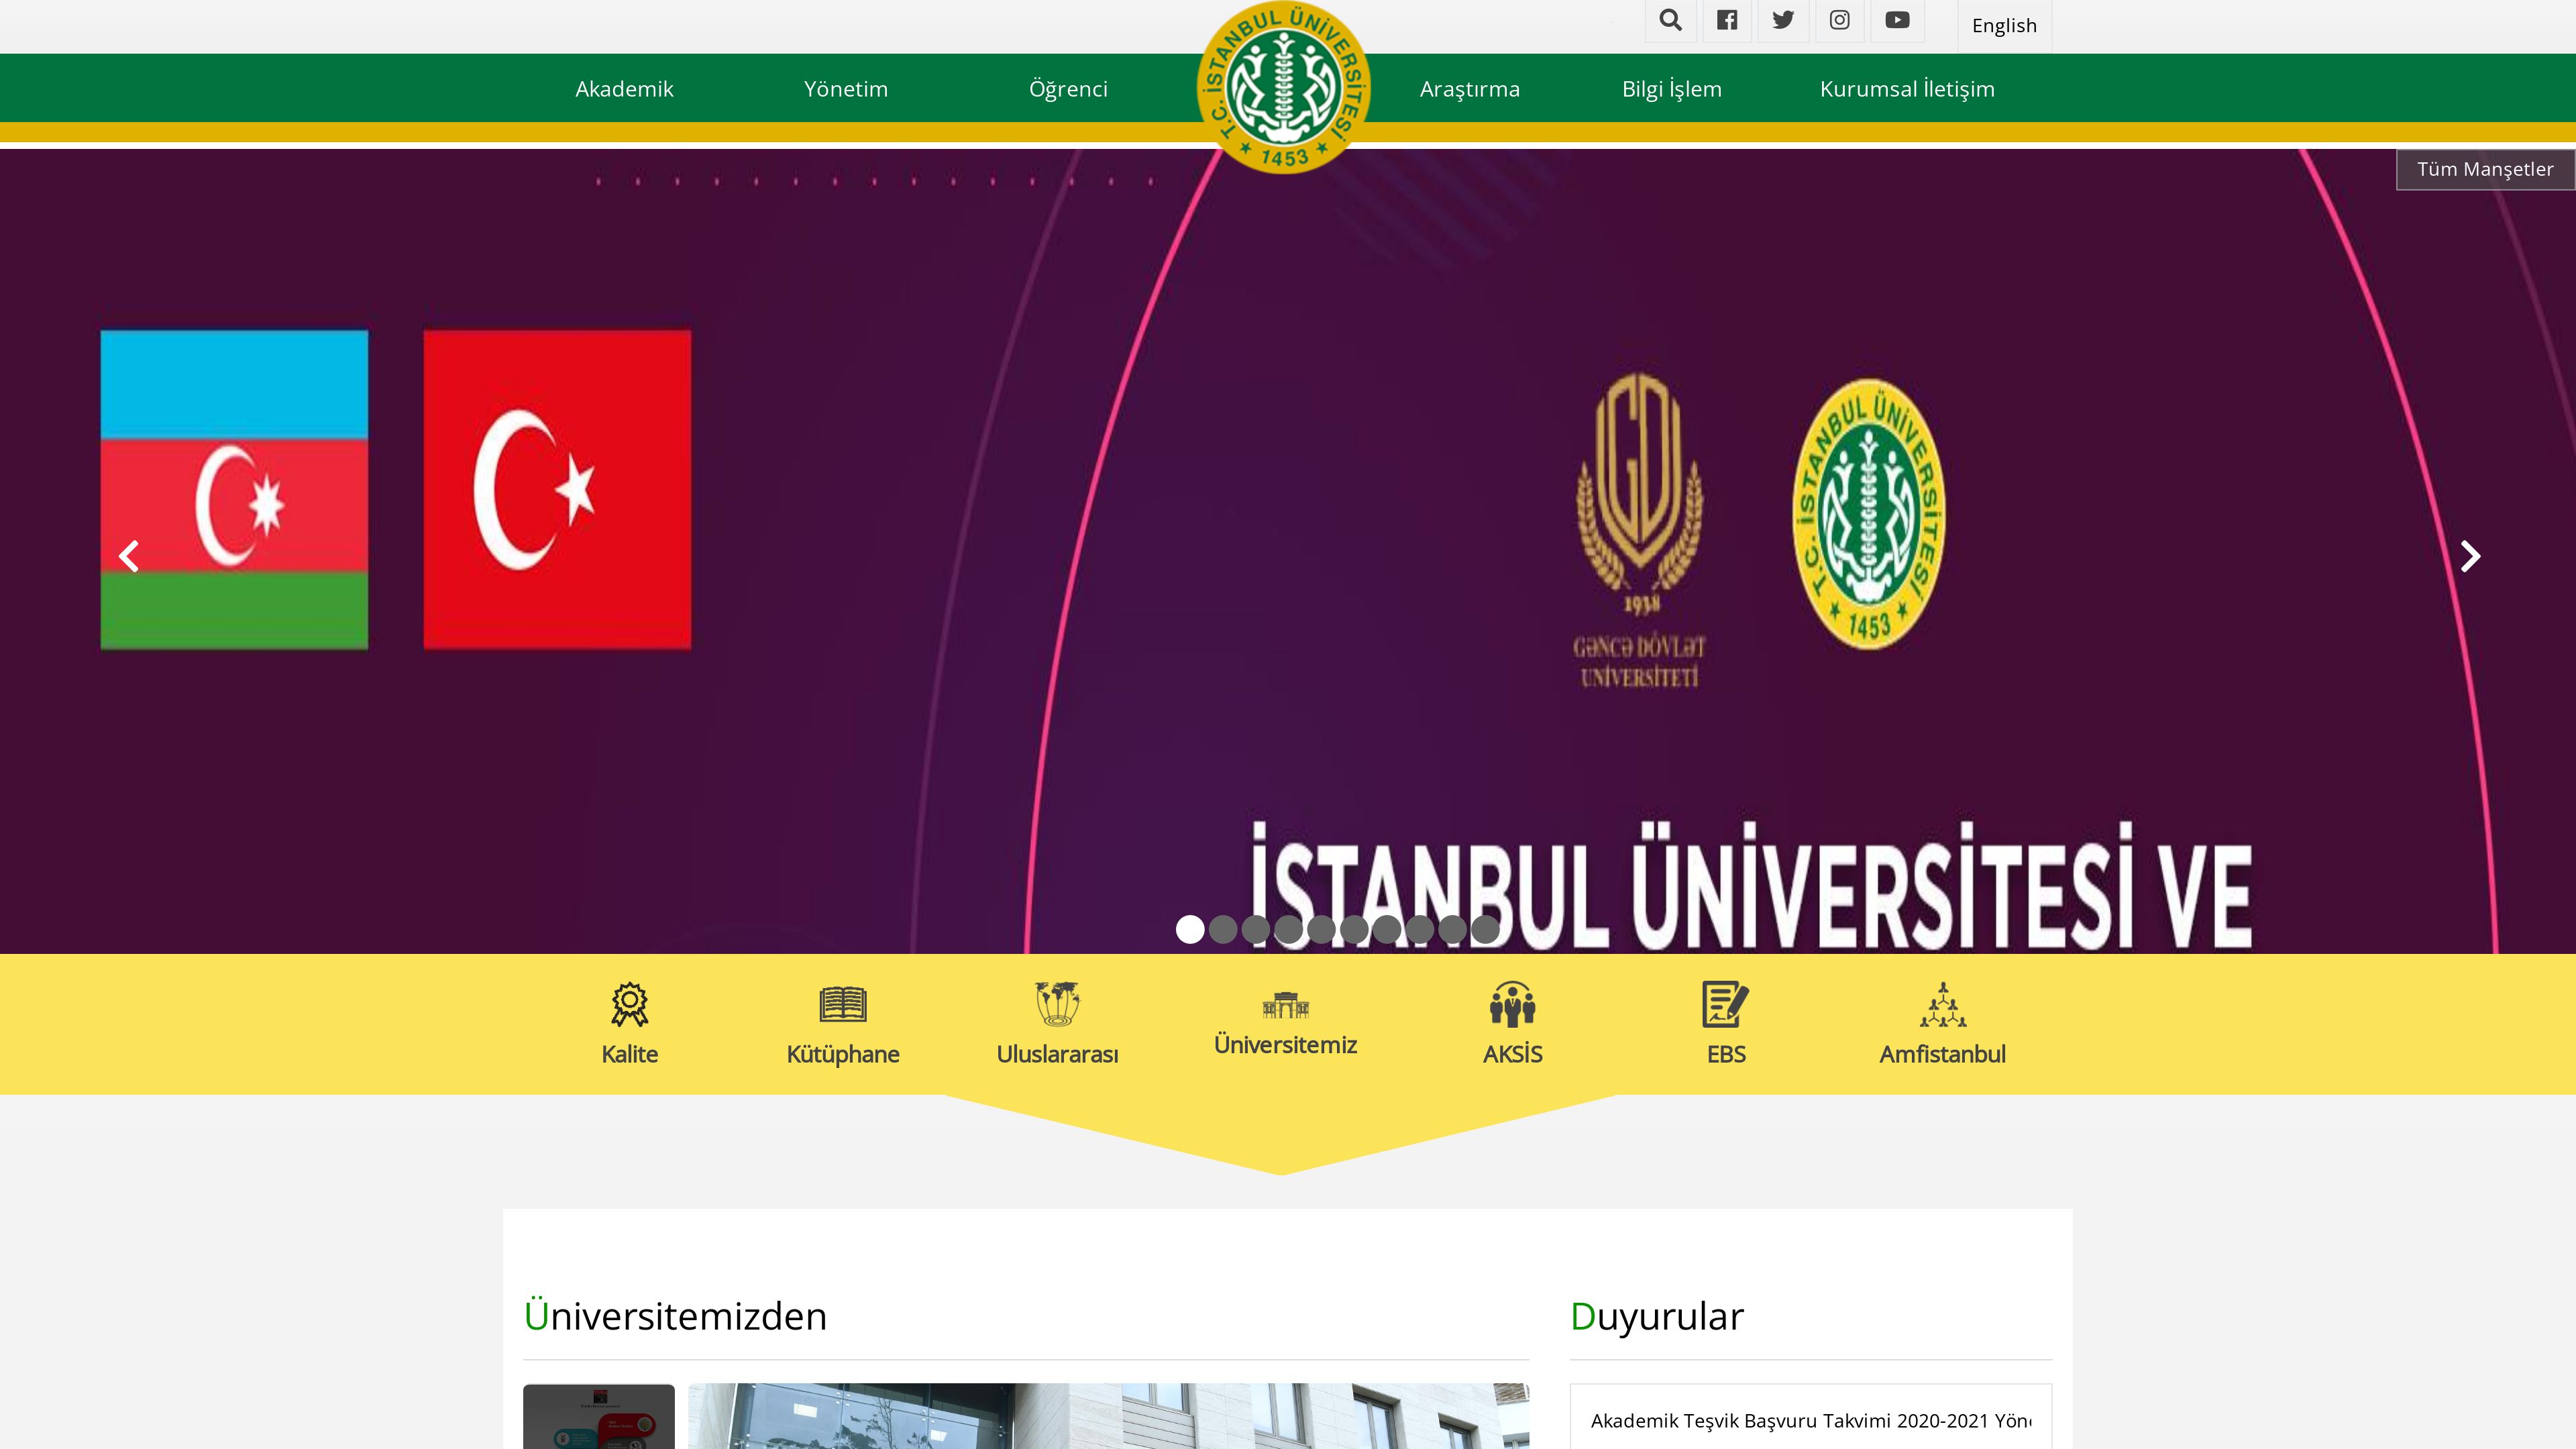 English
Akademik
Yönetim
Öğrenci
T.C. İSTANBUL ÜNİVERSİTESİ
1453
Araştırma
Bilgi İşlem
Kurumsal İletişim
Tüm Manşetler
1938
GƏNCƏ DÖVLƏT
UNİVERSİTETİ
T.C. İSTANBUL ÜNİVERSİTESİ
1453
İSTANBUL ÜNİVERSİTESİ VE
Kalite
Kütüphane
Uluslararası
Üniversitemiz
AKSİS
EBS
Amfistanbul
Üniversitemizden
Duyurular
Akademik Teşvik Başvuru Takvimi 2020-2021 Yön